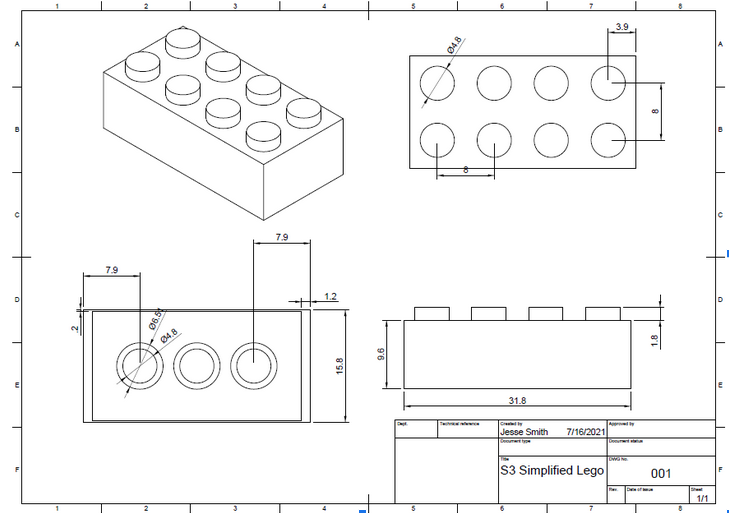 1 2 3 4 5 6 7 8
A A
3.9
Ø4.8
B B
8
8
C C
7.9
7.9
D D
1.2
.2
Ø6.51
Ø4.8
15.8
1.8
9.6
E E
31.8
Dept. Technical reference Created by Approved by
Jesse Smith 7/16/2021
Document type Document status
Title DWG No.
S3 Simplified Lego 001
F F
Rev. Date of issue Sheet
1/1
1 2 3 4 5 6 7 8